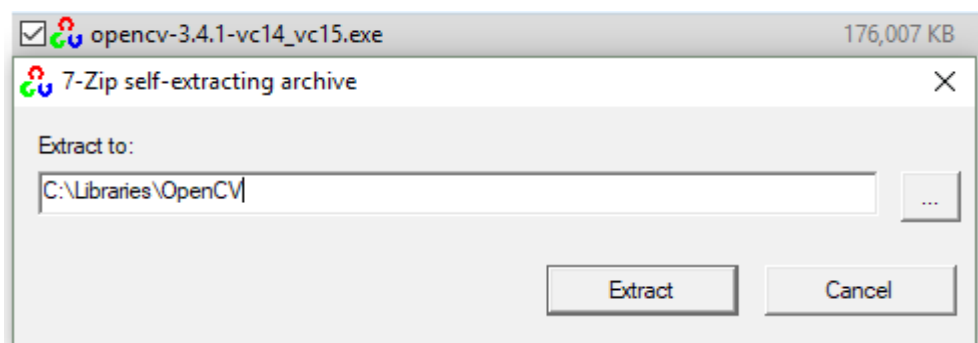 opencv-3.4.1-vc14_vc15.exe 176,007 KB
7-Zip self-extracting archive
Extract to:
C:\Libraries\OpenCV
...
Extract Cancel